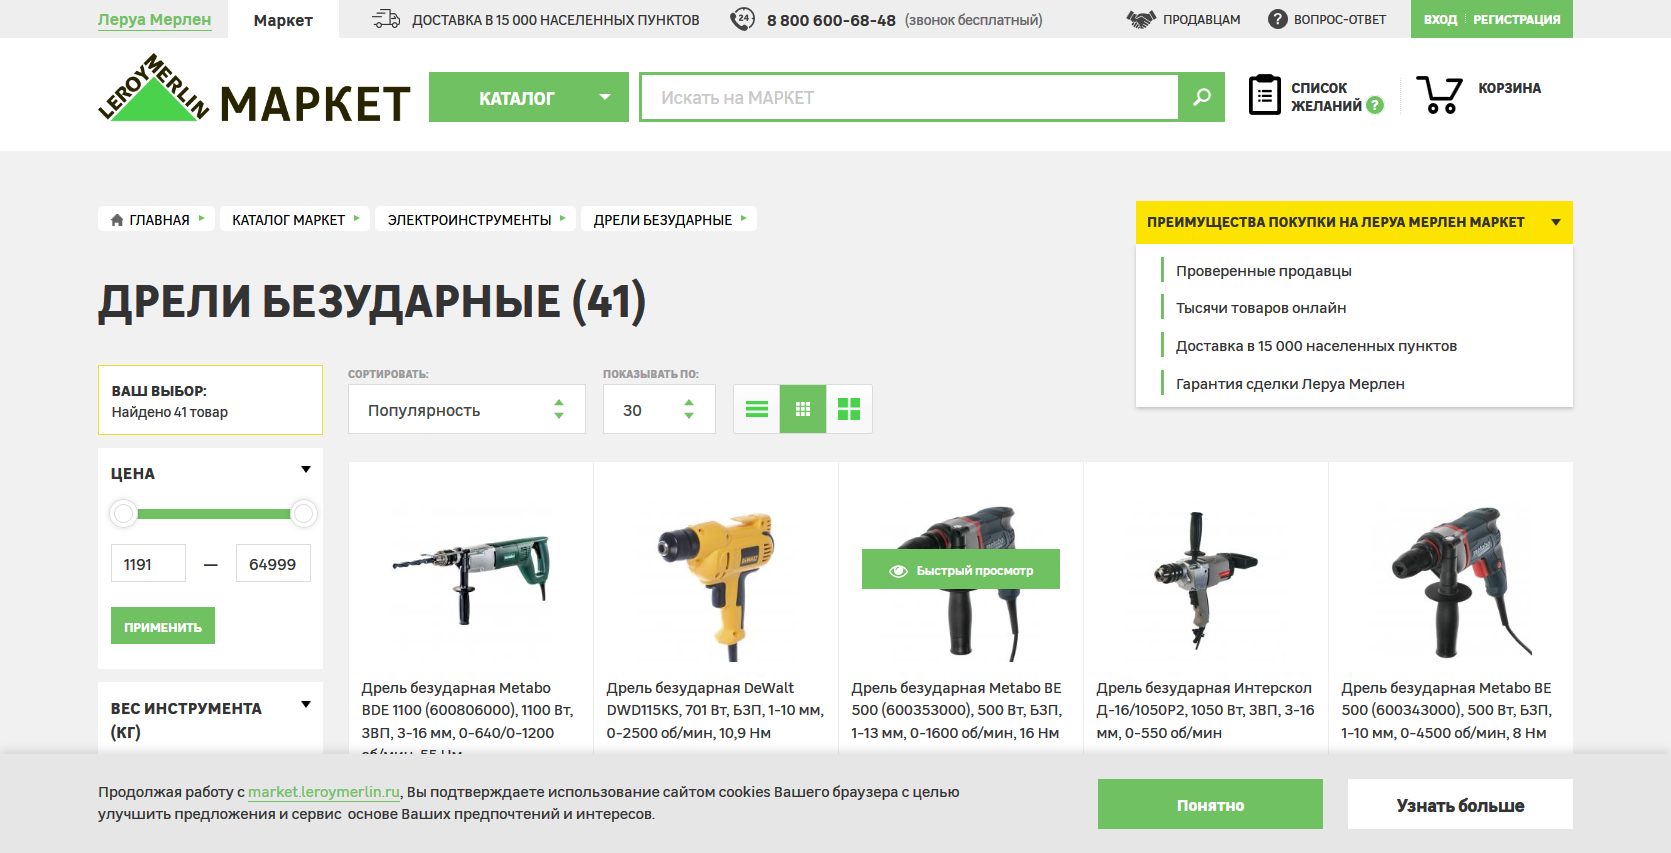 Леруа Мерлен
Маркет
ДОСТАВКА В 15 000 НАСЕЛЕННЫХ ПУНКТОВ
24
8 800 600-68-48 (звонок бесплатный)
ПРОДАВЦАМ
? ВОПРОС-ОТВЕТ
ВХОД
РЕГИСТРАЦИЯ
LEROY MERLIN
МАРКЕТ
КАТАЛОГ
Искать на МАРКЕТ
СПИСОК
ЖЕЛАНИЙ ?
КОРЗИНА
ГЛАВНАЯ
КАТАЛОГ МАРКЕТ
ЭЛЕКТРОИНСТРУМЕНТЫ
ДРЕЛИ БЕЗУДАРНЫЕ
ПРЕИМУЩЕСТВА ПОКУПКИ НА ЛЕРУА МЕРЛЕН МАРКЕТ
Проверенные продавцы
Тысячи товаров онлайн
Доставка в 15 000 населенных пунктов
Гарантия сделки Леруа Мерлен
ДРЕЛИ БЕЗУДАРНЫЕ (41)
ВАШ ВЫБОР:
Найдено 41 товар
СОРТИРОВАТЬ:
Популярность
ПОКАЗЫВАТЬ ПО:
30
ЦЕНА
1191 — 64999
ПРИМЕНИТЬ
ВЕС ИНСТРУМЕНТА
(КГ)
Быстрый просмотр
Дрель безударная Metabo
BDE 1100 (600806000), 1100 Вт,
ЗВП, 3-16 мм, 0-640/0-1200
об/мин, 55 Нм
Дрель безударная DeWalt
DWD115KS, 701 Вт, БЗП, 1-10 мм,
0-2500 об/мин, 10,9 Нм
Дрель безударная Metabo BE
500 (600353000), 500 Вт, БЗП,
1-13 мм, 0-1600 об/мин, 16 Нм
Дрель безударная Интерскол
Д-16/1050Р2, 1050 Вт, ЗВП, 3-16
мм, 0-550 об/мин
Дрель безударная Metabo BE
500 (600343000), 500 Вт, БЗП,
1-10 мм, 0-4500 об/мин, 8 Нм
Продолжая работу с market.leroymerlin.ru, Вы подтверждаете использование сайтом cookies Вашего браузера с целью
улучшить предложения и сервис основе Ваших предпочтений и интересов.
Понятно
Узнать больше